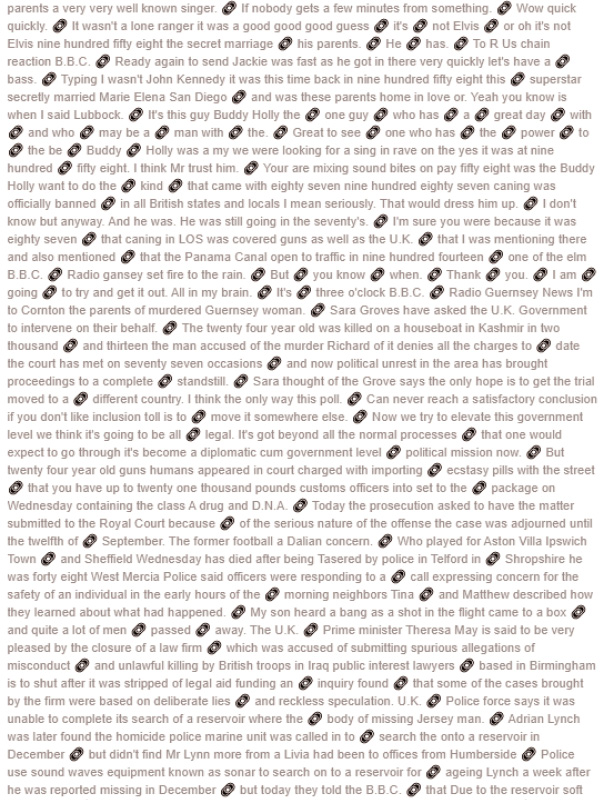 parents a very very well known singer. If nobody gets a few minutes from something. Wow quick
quickly. It wasn't a lone ranger it was a good good good guess it's not Elvis or oh it's not
Elvis nine hundred fifty eight the secret marriage his parents. He has. To R Us chain
reaction B.B.C. Ready again to send Jackie was fast as he got in there very quickly let's have a
bass. Typing I wasn't John Kennedy it was this time back in nine hundred fifty eight this superstar
secretly married Marie Elena San Diego and was these parents home in love or. Yeah you know is
when I said Lubbock. It's this guy Buddy Holly the one guy who has a great day with
and who may be a man with the. Great to see one who has the power to
the be Buddy Holly was a my we were looking for a sing in rave on the yes it was at nine
hundred fifty eight. I think Mr trust him. Your are mixing sound bites on pay fifty eight was the Buddy
Holly want to do the kind that came with eighty seven nine hundred eighty seven caning was
officially banned in all British states and locals I mean seriously. That would dress him up. I don't
know but anyway. And he was. He was still going in the seventy's. I'm sure you were because it was
eighty seven that caning in LOS was covered guns as well as the U.K. that I was mentioning there
and also mentioned that the Panama Canal open to traffic in nine hundred fourteen one of the elm
B.B.C. Radio gansey set fire to the rain. But you know when. Thank you. I am
going to try and get it out. All in my brain. It's three o'clock B.B.C. Radio Guernsey News I'm
to Cornton the parents of murdered Guernsey woman. Sara Groves have asked the U.K. Government
to intervene on their behalf. The twenty four year old was killed on a houseboat in Kashmir in two
thousand and thirteen the man accused of the murder Richard of it denies all the charges to date
the court has met on seventy seven occasions and now political unrest in the area has brought
proceedings to a complete standstill. Sara thought of the Grove says the only hope is to get the trial
moved to a different country. I think the only way this poll. Can never reach a satisfactory conclusion
if you don't like inclusion toll is to move it somewhere else. Now we try to elevate this government
level we think it's going to be all legal. It's got beyond all the normal processes that one would
expect to go through it's become a diplomatic cum government level political mission now. But
twenty four year old guns humans appeared in court charged with importing ecstasy pills with the street
that you have up to twenty one thousand pounds customs officers into set to the package on
Wednesday containing the class A drug and D.N.A. Today the prosecution asked to have the matter
submitted to the Royal Court because of the serious nature of the offense the case was adjourned until
the twelfth of September. The former football a Dalian concern. Who played for Aston Villa Ipswich
Town and Sheffield Wednesday has died after being Tasered by police in Telford in Shropshire he
was forty eight West Mercia Police said officers were responding to a call expressing concern for the
safety of an individual in the early hours of the morning neighbors Tina and Matthew described how
they learned about what had happened. My son heard a bang as a shot in the flight came to a box
and quite a lot of men passed away. The U.K. Prime minister Theresa May is said to be very
pleased by the closure of a law firm which was accused of submitting spurious allegations of
misconduct and unlawful killing by British troops in Iraq public interest lawyers based in Birmingham
is to shut after it was stripped of legal aid funding an inquiry found that some of the cases brought
by the firm were based on deliberate lies and reckless speculation. U.K. Police force says it was
unable to complete its search of a reservoir where the body of missing Jersey man. Adrian Lynch
was later found the homicide police marine unit was called in to search the onto a reservoir in
December but didn't find Mr Lynn more from a Livia had been to offices from Humberside Police
use sound waves equipment known as sonar to search on to a reservoir for ageing Lynch a week after
he was reported missing in December but today they told the B.B.C. that Due to the reservoir soft